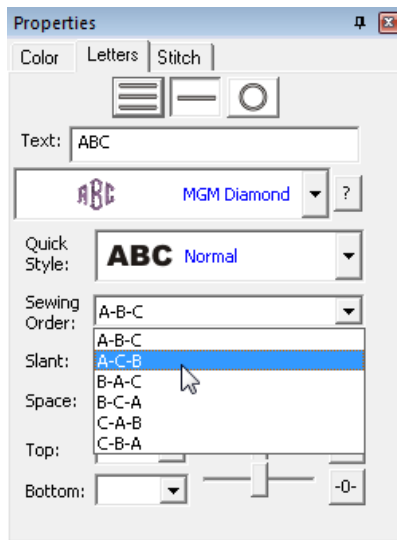 Properties
Color Letters Stitch
Text: ABC
ABC MGM Diamond ?
Quick Style: ABC Normal
Sewing Order: A-B-C
A-B-C
Slant: A-C-B
B-A-C
Space: B-C-A
C-A-B
Top: C-B-A
Bottom: -0-